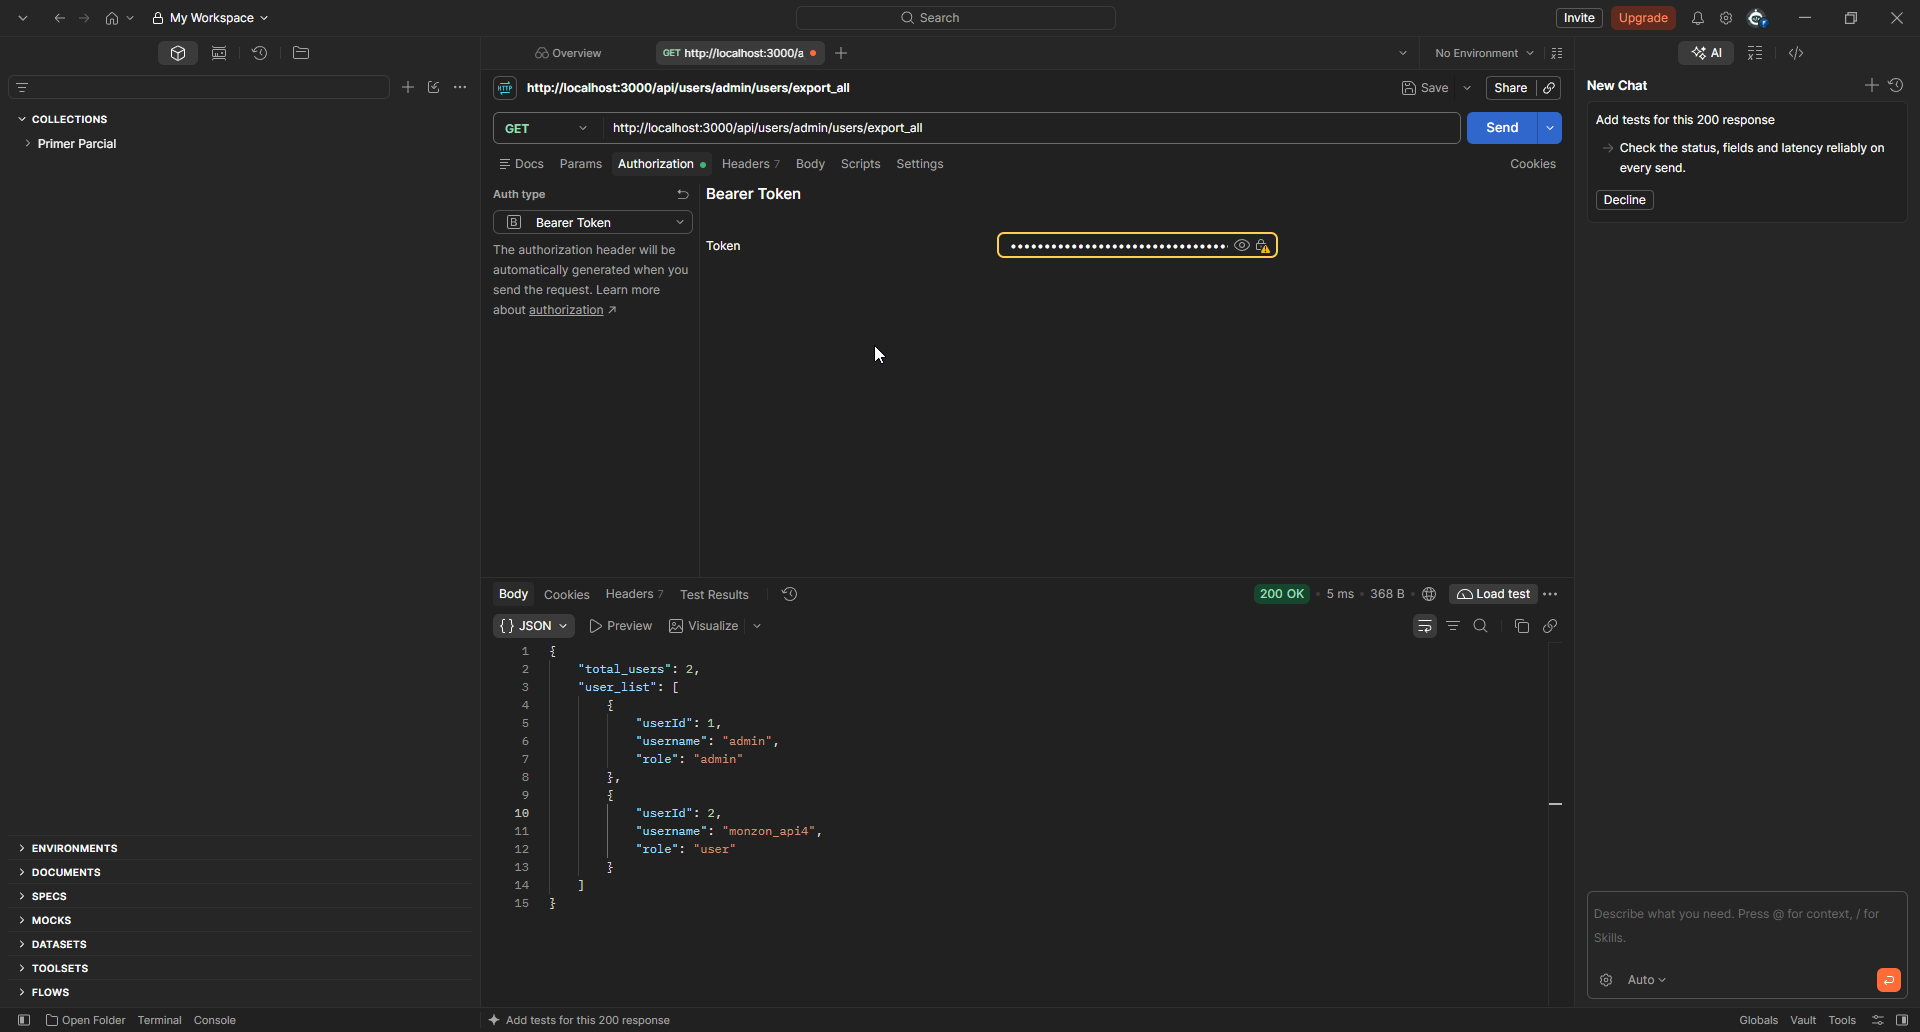 My Workspace
Search
Invite
Upgrade
Overview
GET http://localhost:3000/a
No Environment
AI
HTTP http://localhost:3000/api/users/admin/users/export_all
Save
Share
New Chat
COLLECTIONS
Primer Parcial
GET
http://localhost:3000/api/users/admin/users/export_all
Send
Add tests for this 200 response
Check the status, fields and latency reliably on
every send.
Decline
Docs
Params
Authorization
Headers 7
Body
Scripts
Settings
Cookies
Auth type
Bearer Token
B Bearer Token
The authorization header will be
automatically generated when you
send the request. Learn more
about authorization
Token
Body
Cookies
Headers 7
Test Results
200 OK
5 ms
368 B
Load test
{} JSON
Preview
Visualize
1 {
2 "total_users": 2,
3 "user_list": [
4 {
5 "userId": 1,
6 "username": "admin",
7 "role": "admin"
8 },
9 {
10 "userId": 2,
11 "username": "monzon_api4",
12 "role": "user"
13 }
14 ]
15 }
ENVIRONMENTS
DOCUMENTS
SPECS
MOCKS
DATASETS
TOOLSETS
FLOWS
Describe what you need. Press @ for context, / for
Skills.
Auto
Open Folder
Terminal
Console
Add tests for this 200 response
Globals
Vault
Tools